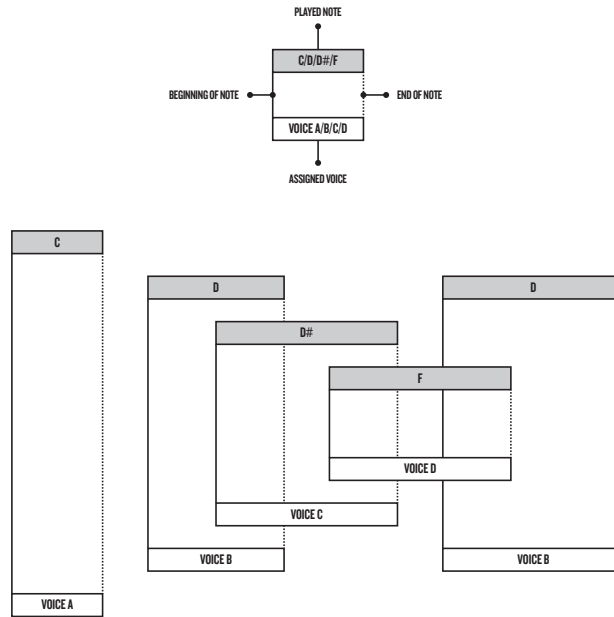 PLAYED NOTE
C/D/D#/F
BEGINNING OF NOTE
END OF NOTE
VOICE A/B/C/D
ASSIGNED VOICE
C
D
D
D#
F
VOICE D
VOICE C
VOICE B
VOICE B
VOICE A